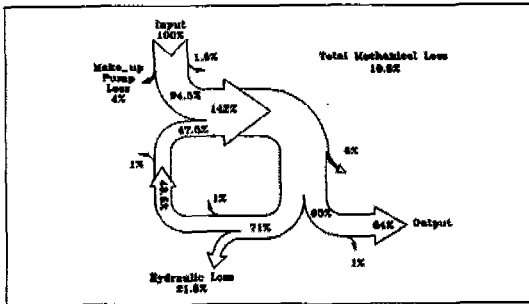 Input
100%
1.5%
Total Mechanical Loss
10.5%
Make_up
Pump
Loss
4%
94.5%
142%
47.5%
1%
6%
48.5%
1%
71%
65%
64%
Output
1%
Hydraulic Loss
21.5%